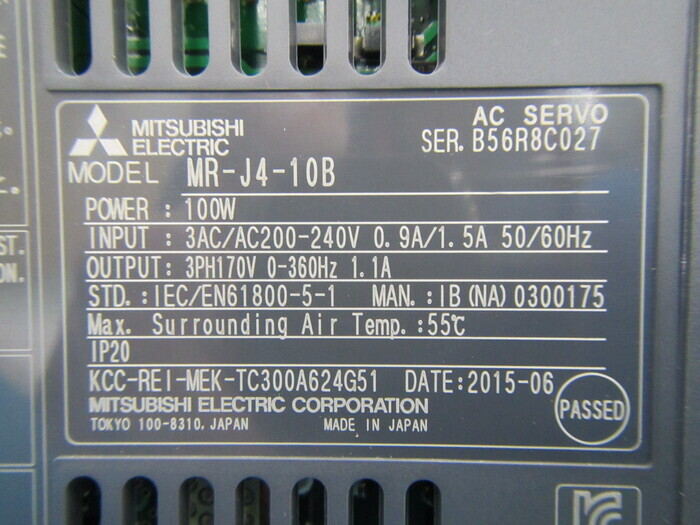 MITSUBISHI
ELECTRIC
AC SERVO
SER. B56R8C027
MODEL MR-J4-10B
POWER : 100W
INPUT : 3AC/AC200-240V 0.9A/1.5A 50/60Hz
OUTPUT: 3PH170V 0-360Hz 1.1A
STD.:IEC/EN61800-5-1 MAN.:IB(NA)0300175
Max. Surrounding Air Temp.:55℃
IP20
KCC-REI-MEK-TC300A624G51 DATE:2015-06
MITSUBISHI ELECTRIC CORPORATION
TOKYO 100-8310, JAPAN MADE IN JAPAN
PASSED
ST.
ON.